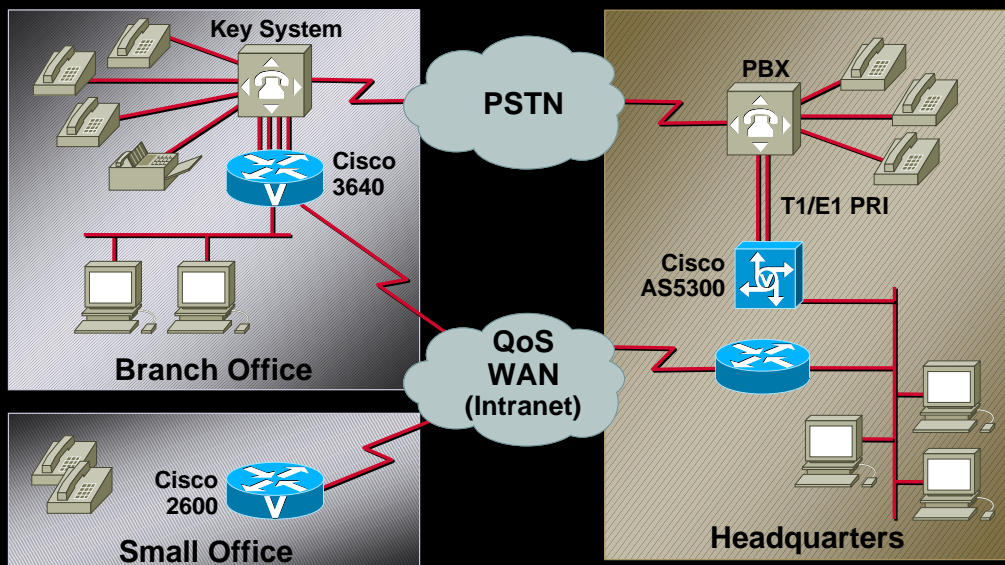 Key System
Cisco
3640
V
Branch Office
PSTN
PBX
T1/E1 PRI
Cisco
AS5300
V
QoS
WAN
(Intranet)
Cisco
2600
V
Small Office
Headquarters